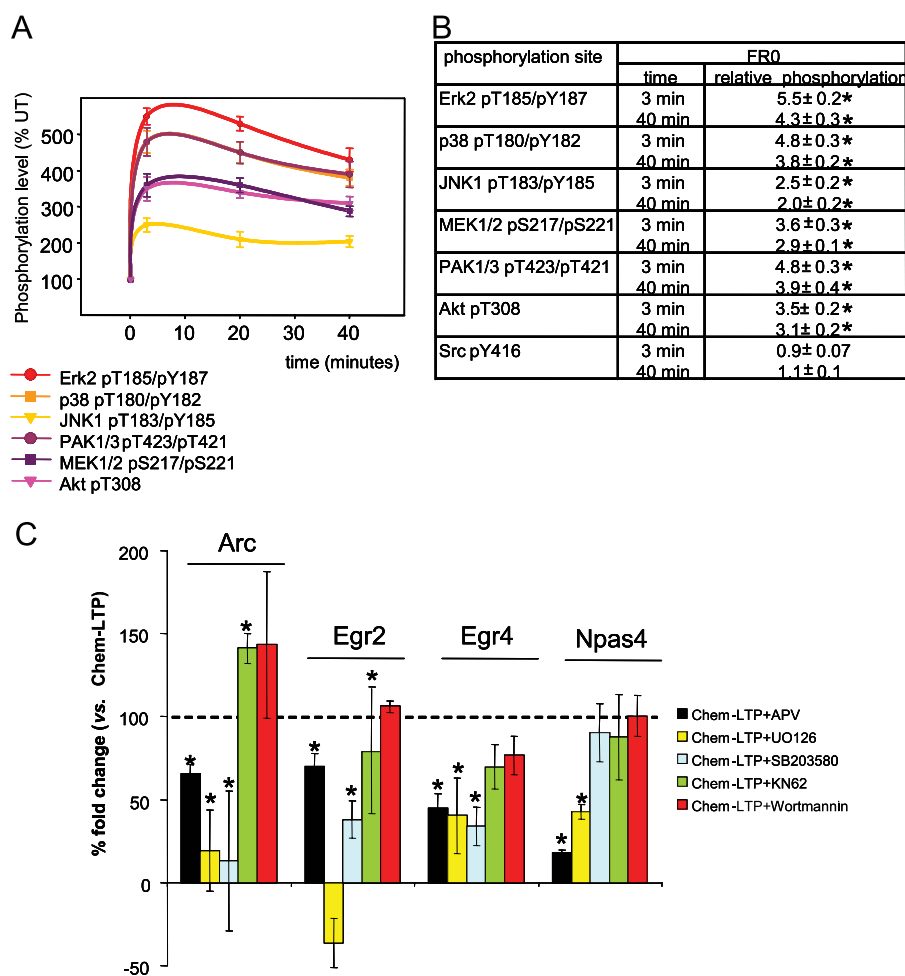 A
Phosphorylation level (% UT)
500
400
300
200
100
0 10 20 30 40
time (minutes)
Erk2 pT185/pY187
p38 pT180/pY182
JNK1 pT183/pY185
PAK1/3 pT423/pT421
MEK1/2 pS217/pS221
Akt pT308
B
phosphorylation site FR0
time relative phosphorylation
Erk2 pT185/pY187 3 min 5.5± 0.2*
40 min 4.3± 0.3*
p38 pT180/pY182 3 min 4.8± 0.3*
40 min 3.8± 0.2*
JNK1 pT183/pY185 3 min 2.5± 0.2*
40 min 2.0± 0.2*
MEK1/2 pS217/pS221 3 min 3.6± 0.3*
40 min 2.9± 0.1*
PAK1/3 pT423/pT421 3 min 4.8± 0.3*
40 min 3.9± 0.4*
Akt pT308 3 min 3.5± 0.2*
40 min 3.1± 0.2*
Src pY416 3 min 0.9± 0.07
40 min 1.1± 0.1
C
% fold change (vs. Chem-LTP)
200
150
100
50
0
-50
Arc
Egr2
Egr4
Npas4
* * * *
* * *
* * *
* *
Chem-LTP+APV
Chem-LTP+UO126
Chem-LTP+SB203580
Chem-LTP+KN62
Chem-LTP+Wortmannin